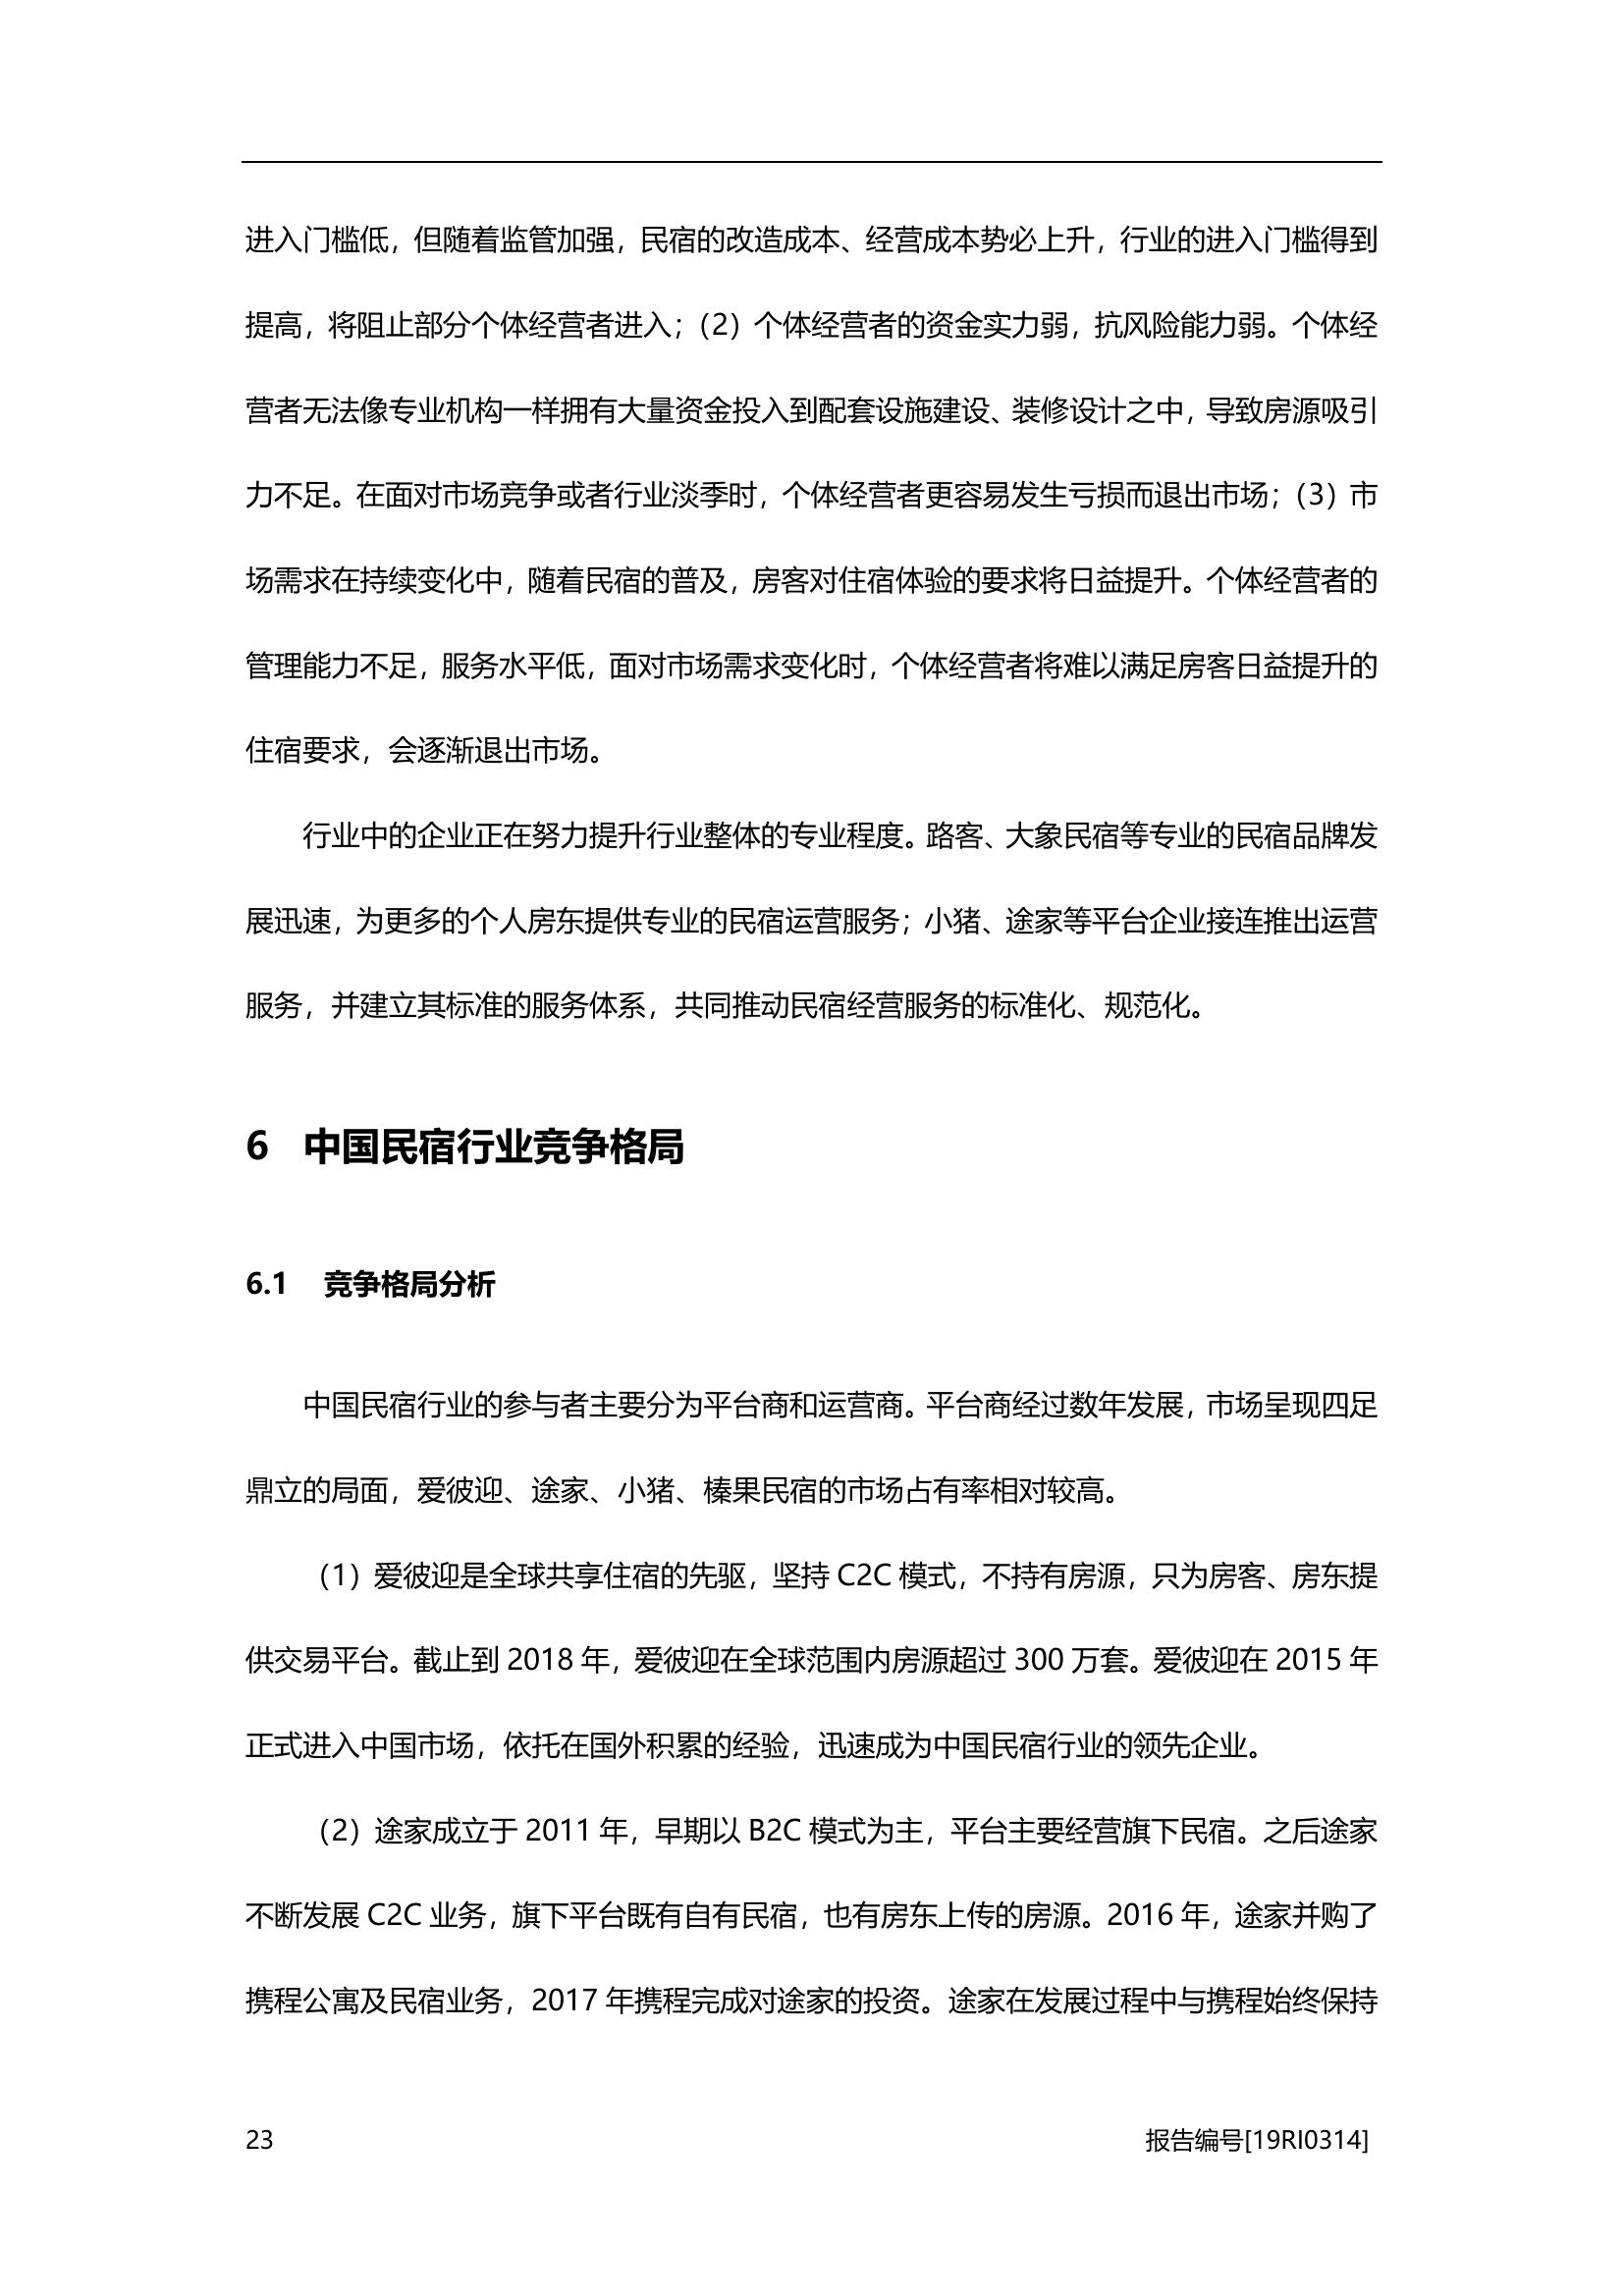 进入门槛低，但随着监管加强，民宿的改造成本、经营成本势必上升，行业的进入门槛得到
提高，将阻止部分个体经营者进入；（2）个体经营者的资金实力弱，抗风险能力弱。个体经
营者无法像专业机构一样拥有大量资金投入到配套设施建设、装修设计之中，导致房源吸引
力不足。在面对市场竞争或者行业淡季时，个体经营者更容易发生亏损而退出市场；（3）市
场需求在持续变化中，随着民宿的普及，房客对住宿体验的要求将日益提升。个体经营者的
管理能力不足，服务水平低，面对市场需求变化时，个体经营者将难以满足房客日益提升的
住宿要求，会逐渐退出市场。
行业中的企业正在努力提升行业整体的专业程度。路客、大象民宿等专业的民宿品牌发
展迅速，为更多的个人房东提供专业的民宿运营服务；小猪、途家等平台企业接连推出运营
服务，并建立其标准的服务体系，共同推动民宿经营服务的标准化、规范化。
6 中国民宿行业竞争格局
6.1 竞争格局分析
中国民宿行业的参与者主要分为平台商和运营商。平台商经过数年发展，市场呈现四足
鼎立的局面，爱彼迎、途家、小猪、榛果民宿的市场占有率相对较高。
（1）爱彼迎是全球共享住宿的先驱，坚持 C2C 模式，不持有房源，只为房客、房东提
供交易平台。截止到 2018 年，爱彼迎在全球范围内房源超过 300 万套。爱彼迎在 2015 年
正式进入中国市场，依托在国外积累的经验，迅速成为中国民宿行业的领先企业。
（2）途家成立于 2011 年，早期以 B2C 模式为主，平台主要经营旗下民宿。之后途家
不断发展 C2C 业务，旗下平台既有自有民宿，也有房东上传的房源。2016 年，途家并购了
携程公寓及民宿业务，2017 年携程完成对途家的投资。途家在发展过程中与携程始终保持
23 报告编号[19RI0314]